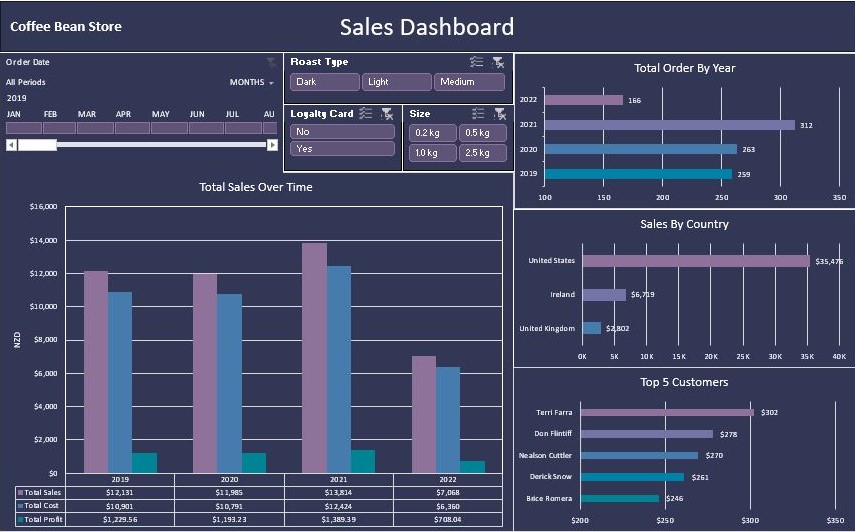 Coffee Bean Store
Sales Dashboard
Order Date
All Periods
MONTHS
2019
JAN FEB MAR APR MAY JUN JUL AU
Roast Type
Dark Light Medium
Loyalty Card
No
Yes
Size
0.2 kg 0.5 kg
1.0 kg 2.5 kg
Total Sales Over Time
$16,000
$14,000
$12,000
$10,000
$8,000
$6,000
$4,000
$2,000
$0
NZD
2019 2020 2021 2022
Total Sales $12,131 $11,985 $13,814 $7,068
Total Cost $10,901 $10,791 $12,424 $6,360
Total Profit $1,229.56 $1,193.23 $1,389.39 $708.04
Total Order By Year
2022 166
2021 312
2020 263
2019 259
100 150 200 250 300 350
Sales By Country
United States $35,476
Ireland $6,719
United Kingdom $2,802
0K 5K 10K 15K 20K 25K 30K 35K 40K
Top 5 Customers
Terri Farra $302
Don Flintiff $278
Nealson Cuttler $270
Derick Snow $261
Brice Romera $246
$200 $250 $300 $350